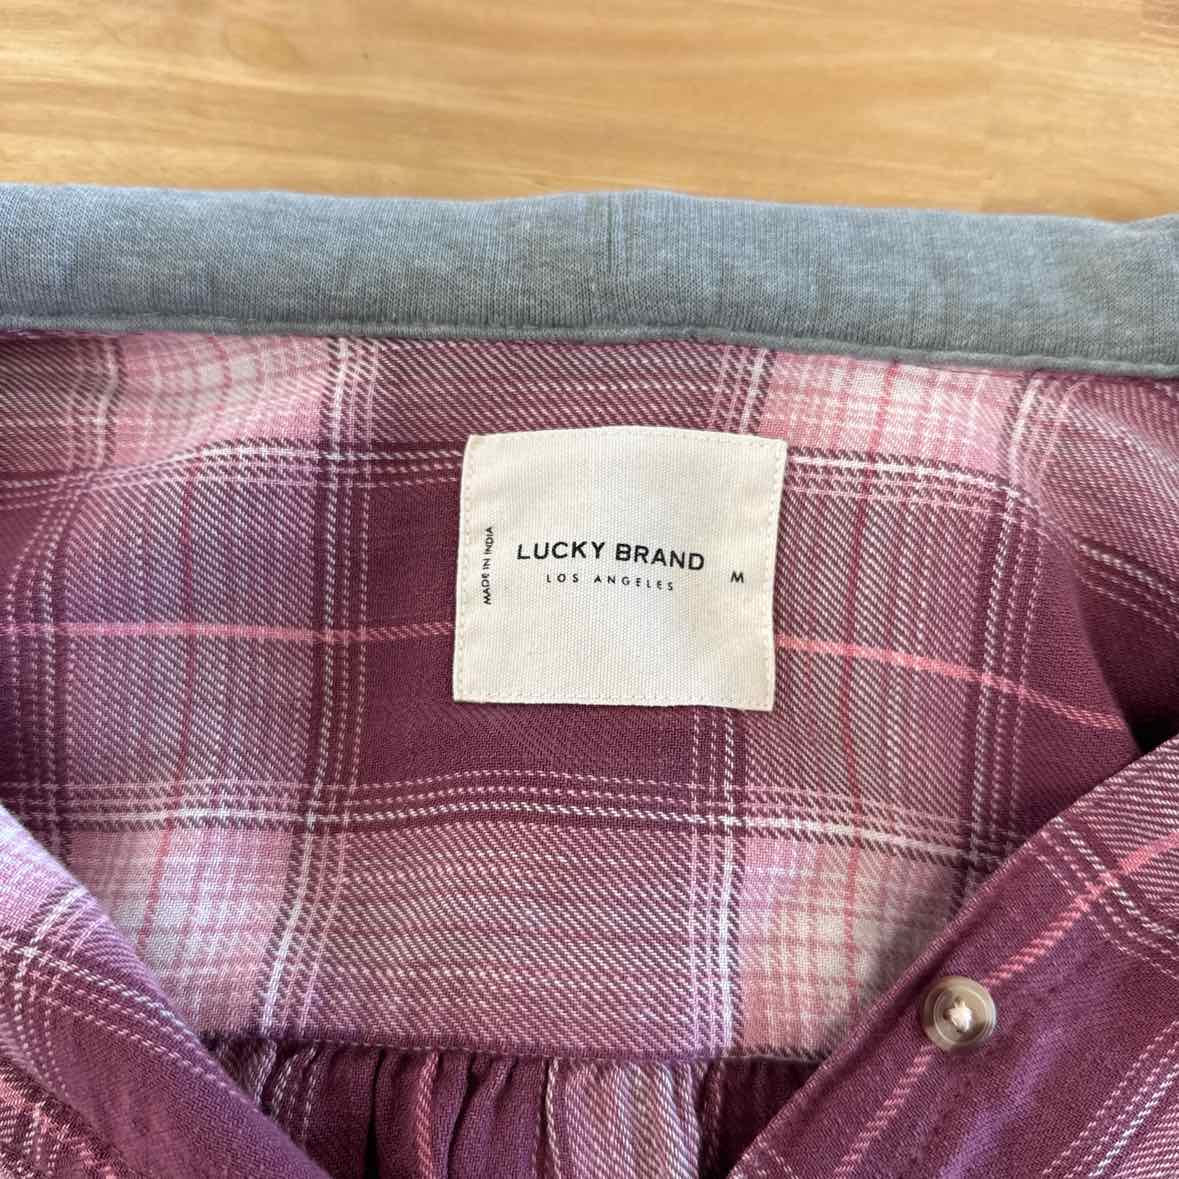 MADE IN INDIA
LUCKY BRAND
LOS ANGELES
M